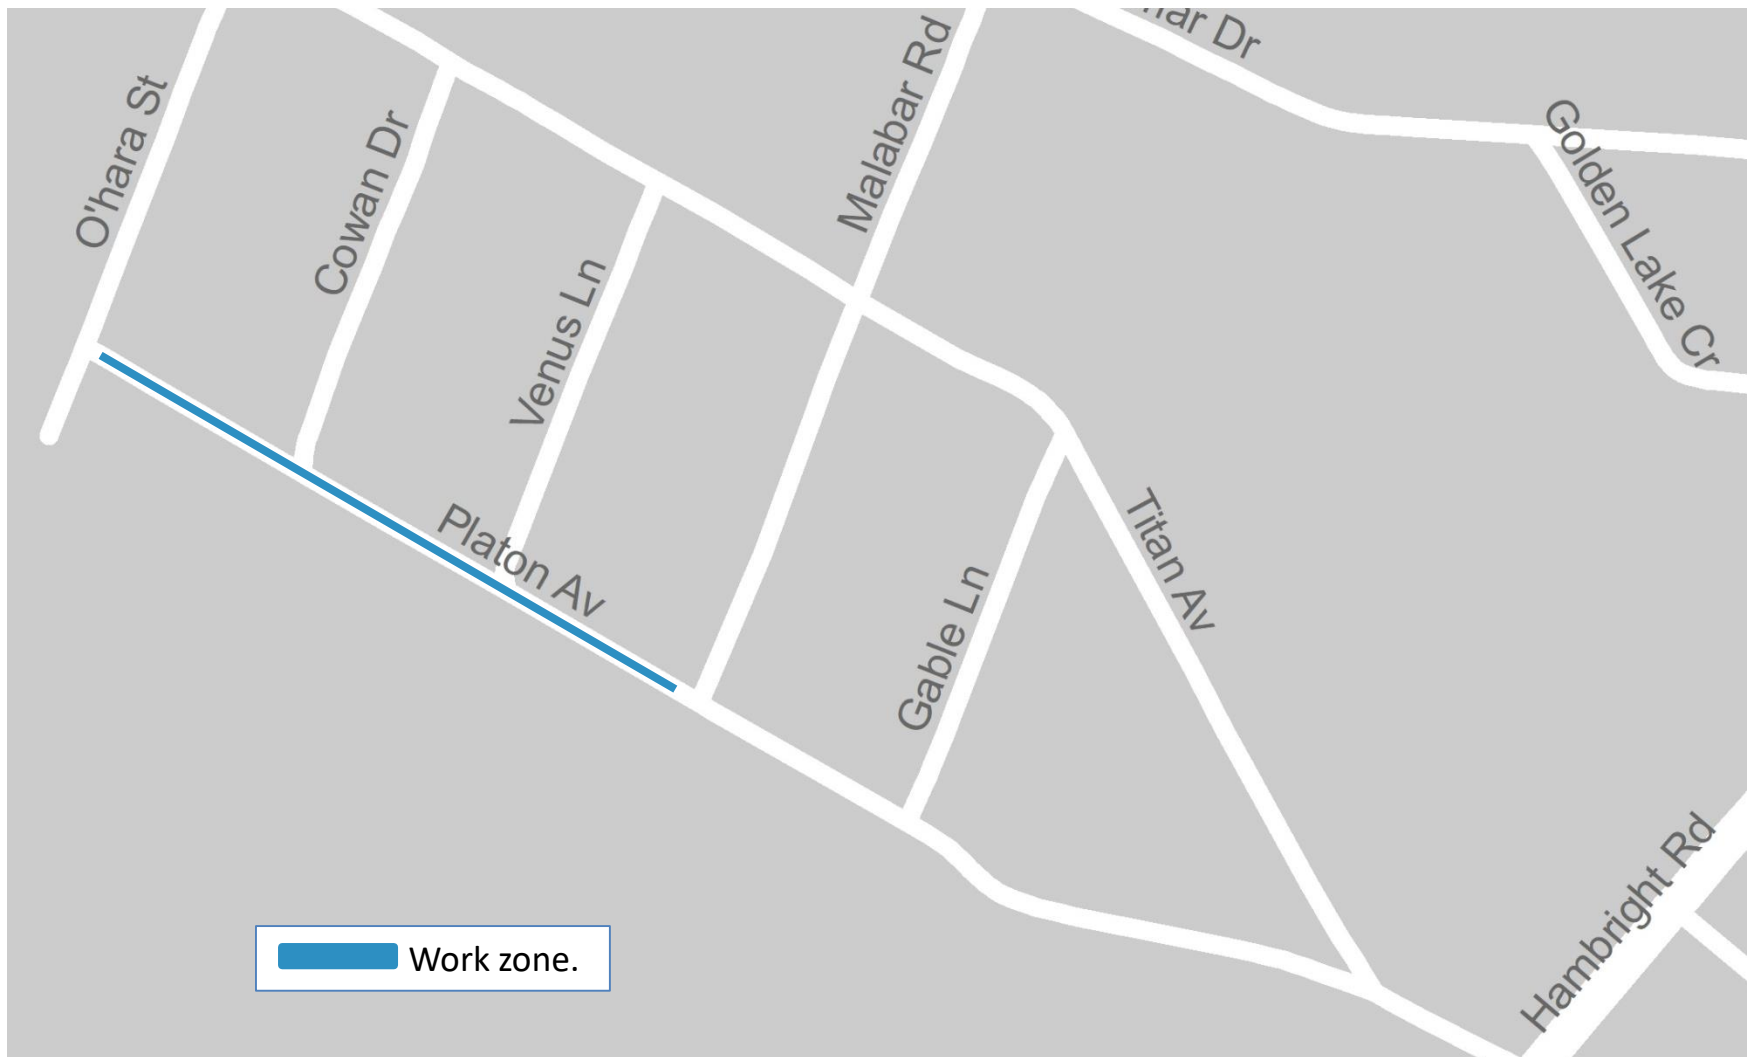 O'hara St
Cowan Dr
Venus Ln
Malabar Rd
Dr
Golden Lake Cr
Platon Av
Gable Ln
Titan Av
Hambright Rd
Work zone.